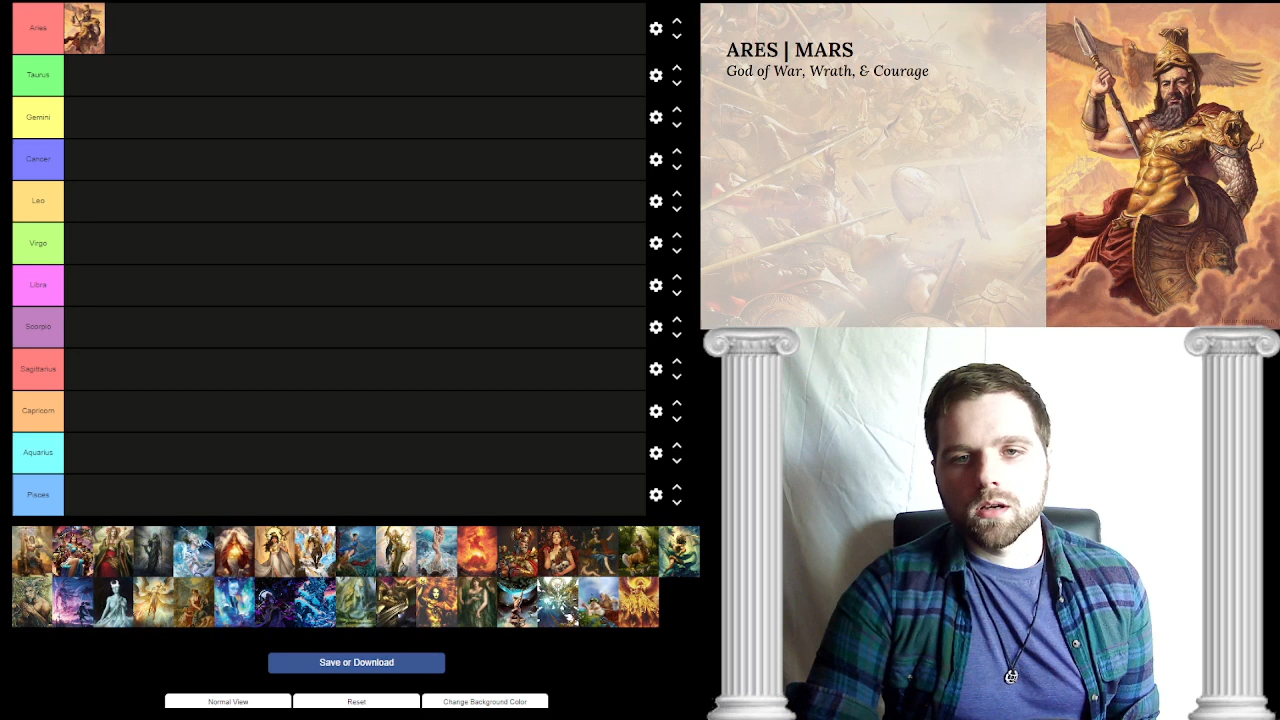 Aries
Taurus
Gemini
Cancer
Leo
Virgo
Libra
Scorpio
Sagittarius
Capricorn
Aquarius
Pisces
Save or Download
Normal View
Reset
Change Background Color
ARES | MARS
God of War, Wrath, & Courage